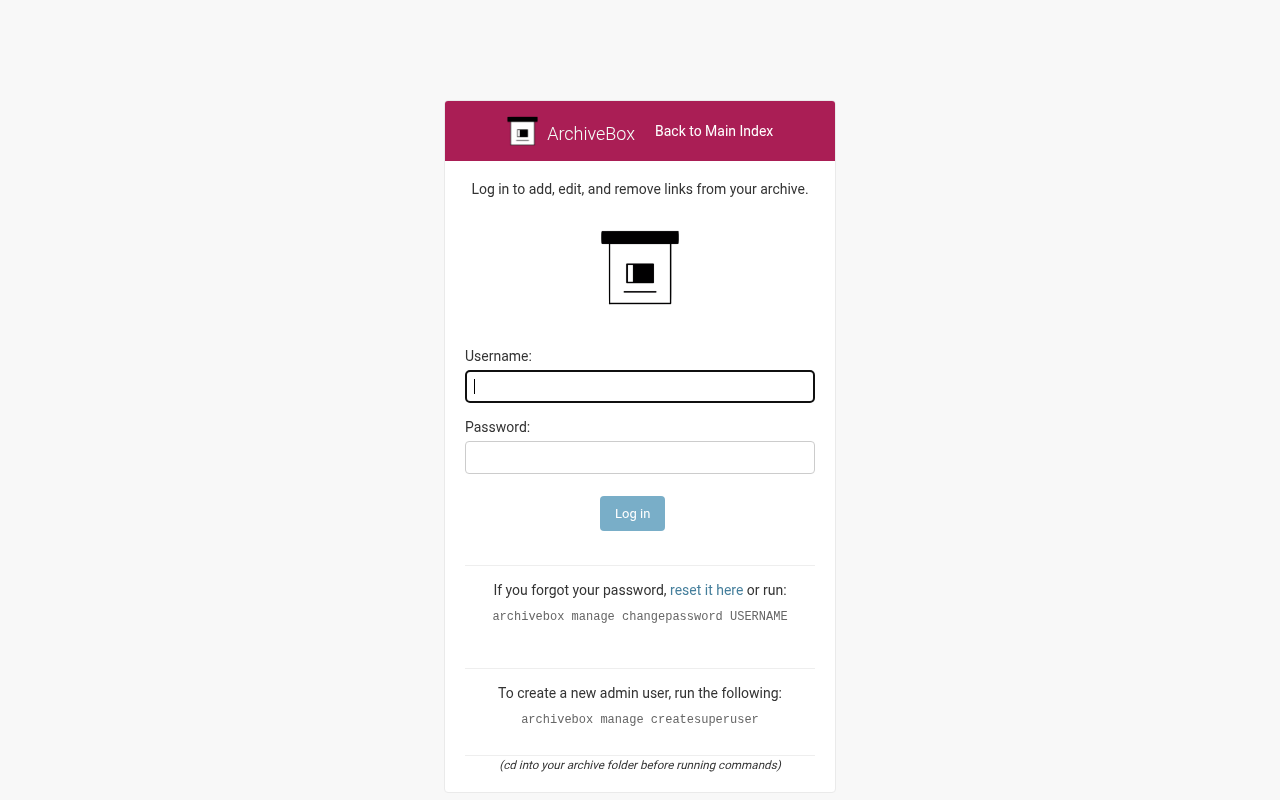 ArchiveBox Back to Main Index
Log in to add, edit, and remove links from your archive.
Username:
Password:
Log in
If you forgot your password, reset it here or run:
archivebox manage changepassword USERNAME
To create a new admin user, run the following:
archivebox manage createsuperuser
(cd into your archive folder before running commands)